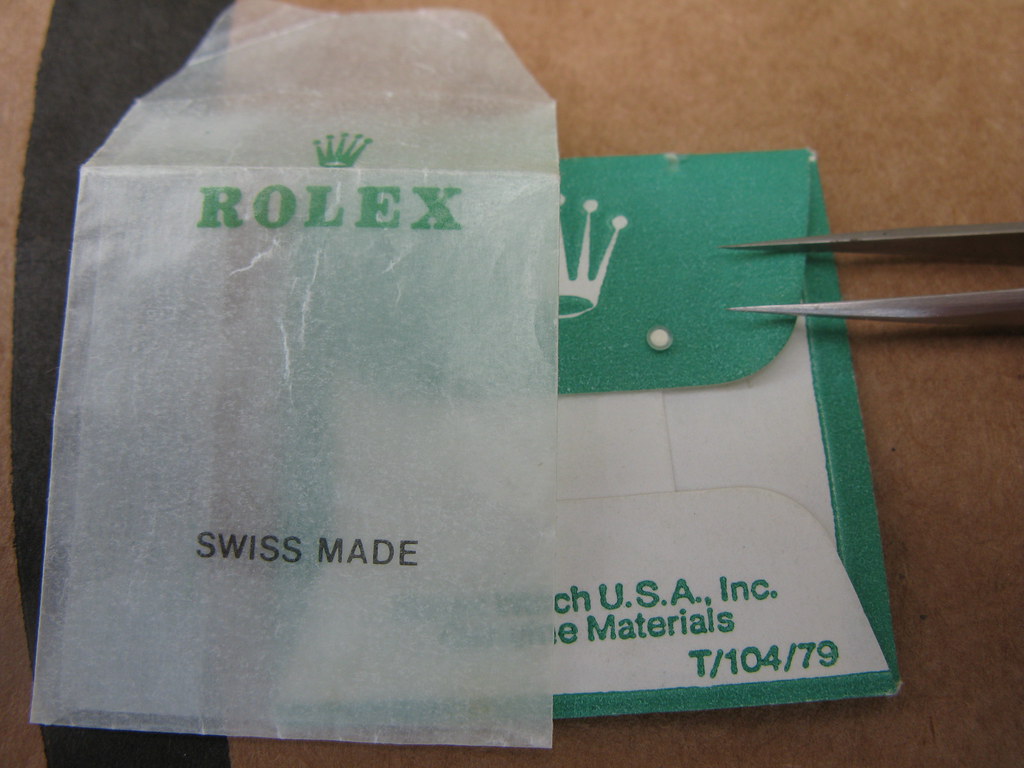 ROLEX
SWISS MADE
ch U.S.A., Inc.
e Materials
T/104/79